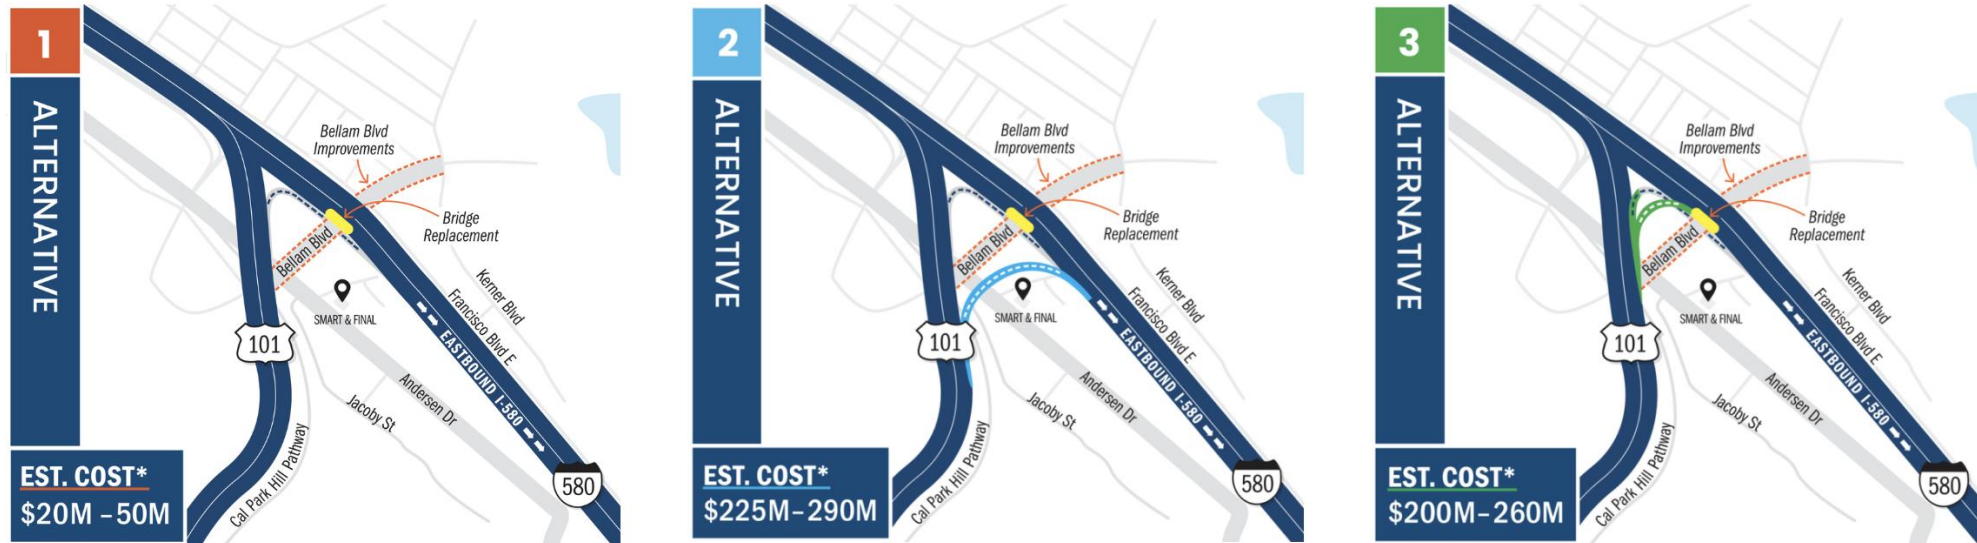 1
ALTERNATIVE
Bellam Blvd
Improvements
Bridge
Replacement
Bellam Blvd
SMART & FINAL
Kerner Blvd
Francisco Blvd E
EASTBOUND I-580
101
Andersen Dr
Jacoby St
Cal Park Hill Pathway
580
EST. COST*
$20M –50M
2
ALTERNATIVE
Bellam Blvd
Improvements
Bridge
Replacement
Bellam Blvd
SMART & FINAL
Kerner Blvd
Francisco Blvd E
EASTBOUND I-580
101
Andersen Dr
Jacoby St
Cal Park Hill Pathway
580
EST. COST*
$225M–290M
3
ALTERNATIVE
Bellam Blvd
Improvements
Bridge
Replacement
Bellam Blvd
SMART & FINAL
Kerner Blvd
Francisco Blvd E
EASTBOUND I-580
101
Andersen Dr
Jacoby St
Cal Park Hill Pathway
580
EST. COST*
$200M–260M